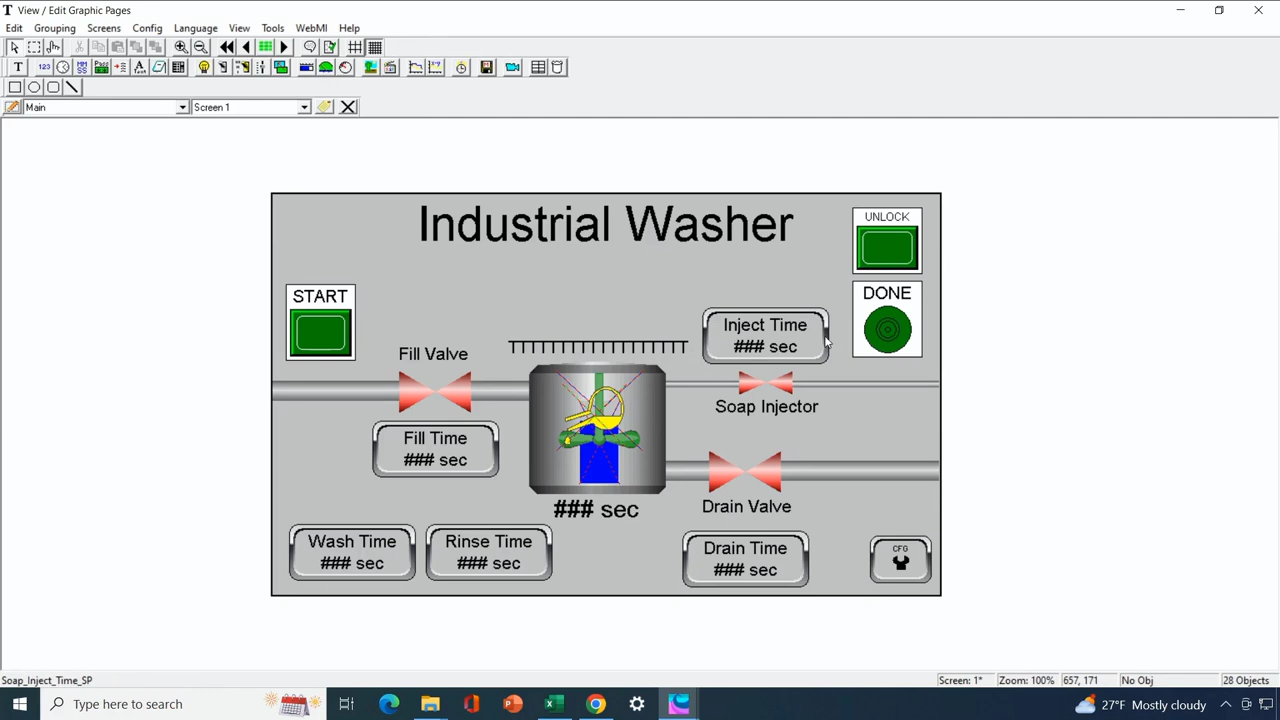 View / Edit Graphic Pages
Edit Grouping Screens Config Language View Tools WebMI Help
Main Screen 1
Industrial Washer
UNLOCK
START
DONE
Inject Time
### sec
Fill Valve
Soap Injector
Fill Time
### sec
### sec
Drain Valve
Wash Time
### sec
Rinse Time
### sec
Drain Time
### sec
CFG
Soap_Inject_Time_SP Screen: 1* Zoom: 100% 657, 171 No Obj 28 Objects
Type here to search 27°F Mostly cloudy